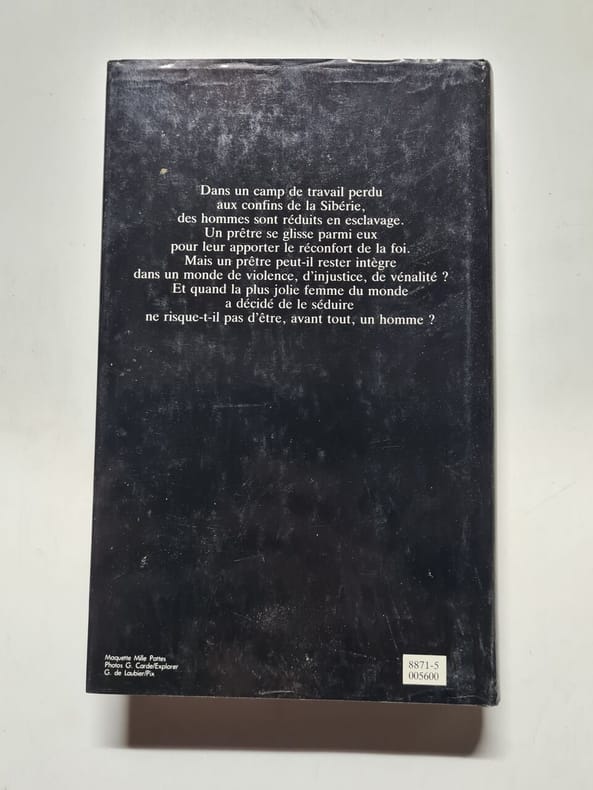 Dans un camp de travail perdu
aux confins de la Sibérie,
des hommes sont réduits en esclavage.
Un prêtre se glisse parmi eux
pour leur apporter le réconfort de la foi.
Mais un prêtre peut-il rester intègre
dans un monde de violence, d'injustice, de vénalité ?
Et quand la plus jolie femme du monde
a décidé de le séduire
ne risque-t-il pas d'être, avant tout, un homme ?
Maquette Mille Pattes
Photos G. Carde/Explorer
G. de Laubier/Pix
8871-5
005600